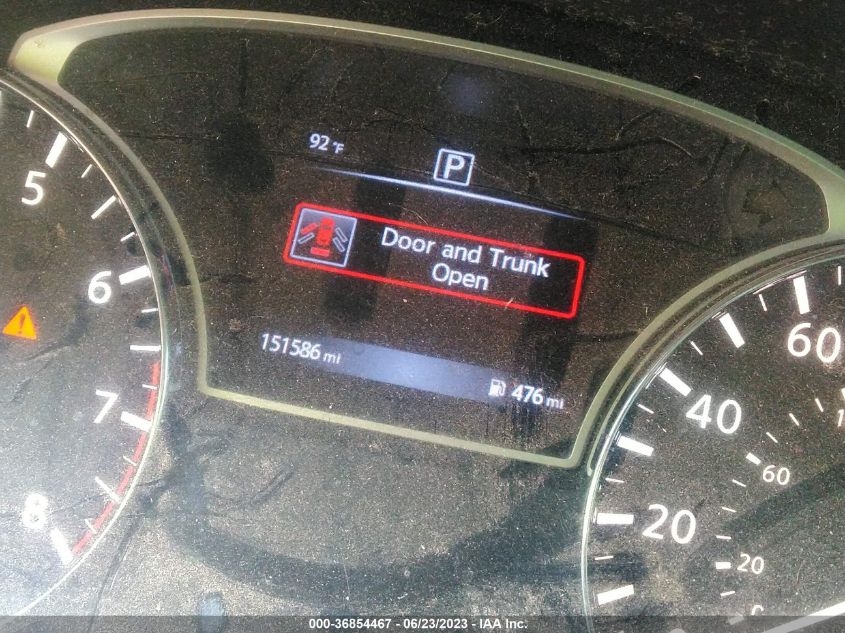 92 °F
P
Door and Trunk
Open
151586 mi
476 mi
5
6
7
8
60
40
20
60
20
000-36854467 - 06/23/2023 - IAA Inc.